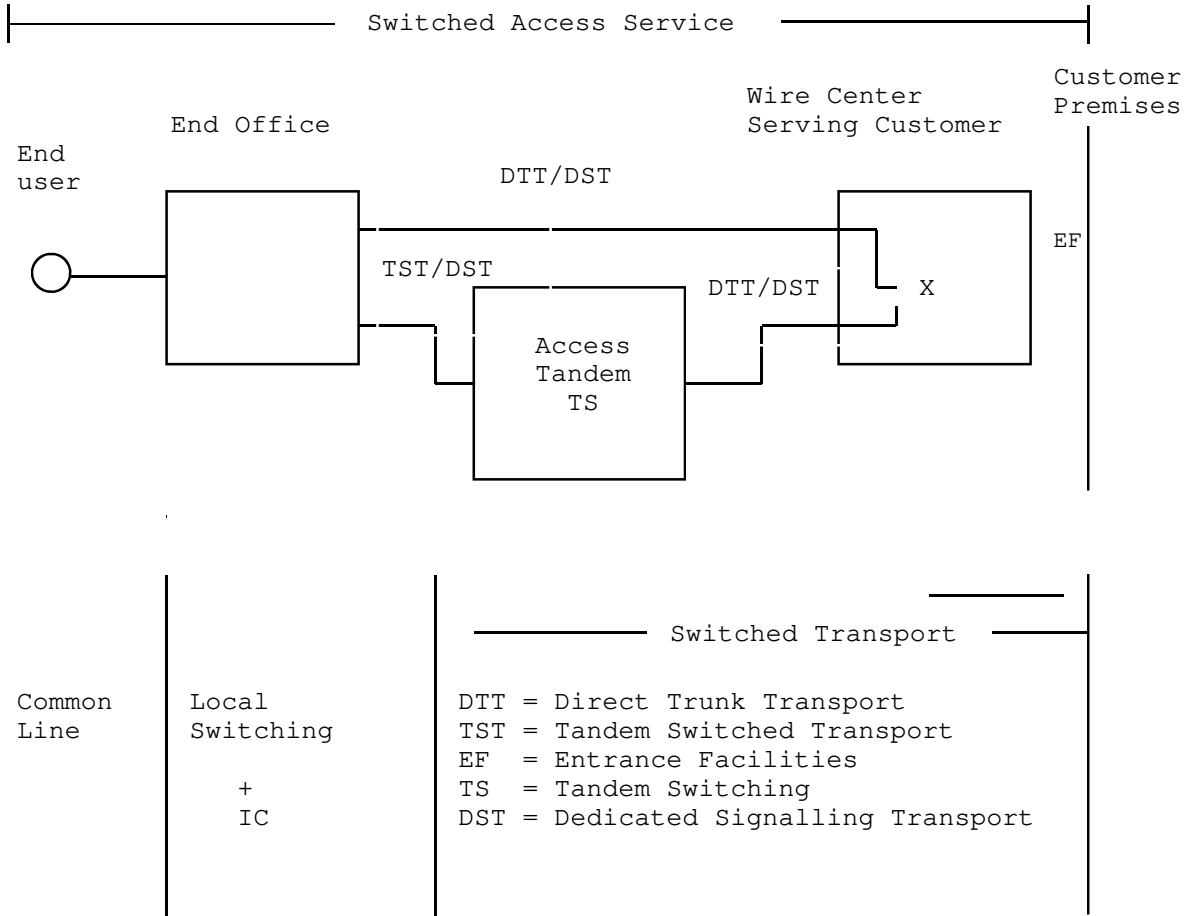 Switched Access Service
Customer
Premises
Wire Center
Serving Customer
End Office
End
user
DTT/DST
EF
TST/DST
DTT/DST
X
Access
Tandem
TS
Switched Transport
Common
Line
Local
Switching
+
IC
DTT = Direct Trunk Transport
TST = Tandem Switched Transport
EF = Entrance Facilities
TS = Tandem Switching
DST = Dedicated Signalling Transport